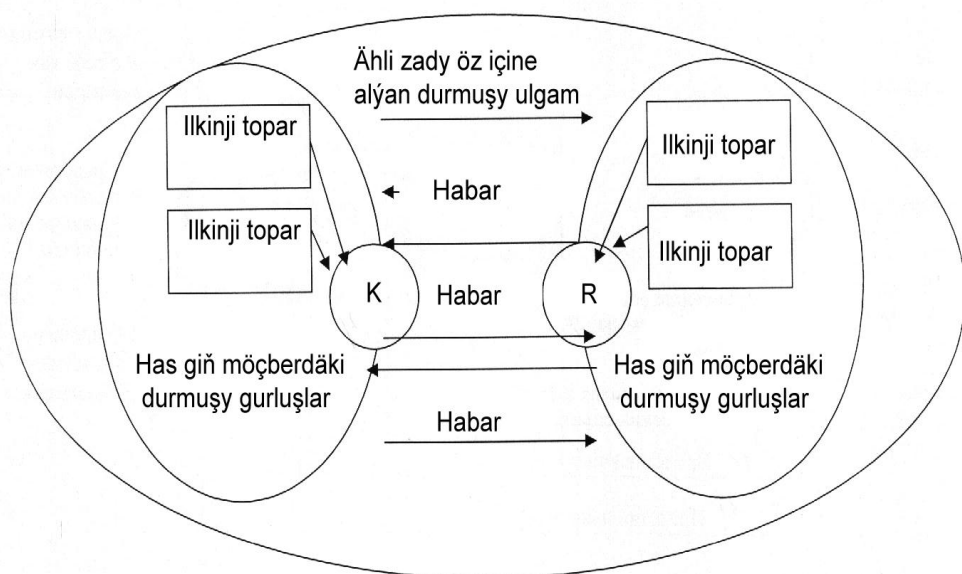 Ähli zady öz içine
alýan durmuşy ulgam
Ilkinji topar
Ilkinji topar
Habar
Ilkinji topar
Ilkinji topar
K
Habar
R
Has giň möçberdäki
durmuşy gurluşlar
Has giň möçberdäki
durmuşy gurluşlar
Habar